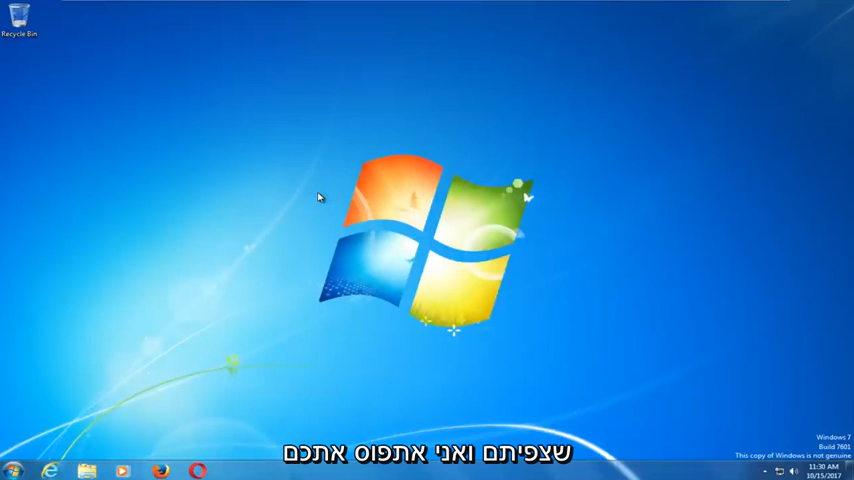 Recycle Bin
שצפיתם ואני אתפוס אתכם
Windows 7
Build 7601
This copy of Windows is not genuine
11:30 AM
10/15/2017